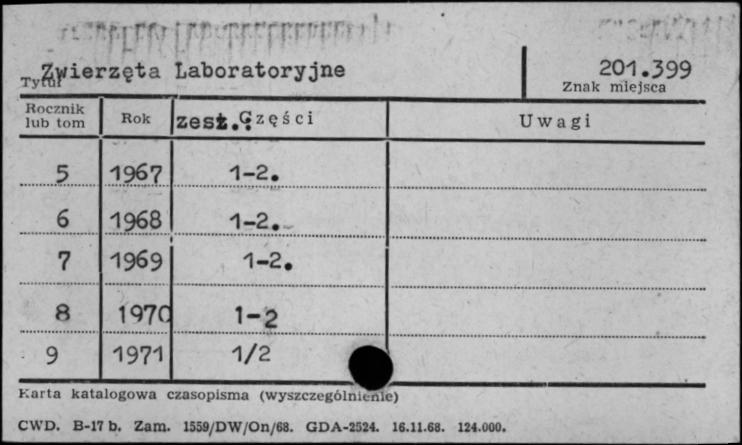 Zwierzęta Laboratoryjne 201.399
Tytuł Znak miejsca
Rocznik lub tom Rok zesz.: Części Uwagi
5 1967 1-2.
6 1968 1-2.
7 1969 1-2.
8 1970 1-2
9 1971 1/2
Karta katalogowa czasopisma (wyszczególnienie)
CWD. B-17 b. Zam. 1559/DW/On/68. GDA-2524. 16.11.68. 124.000.